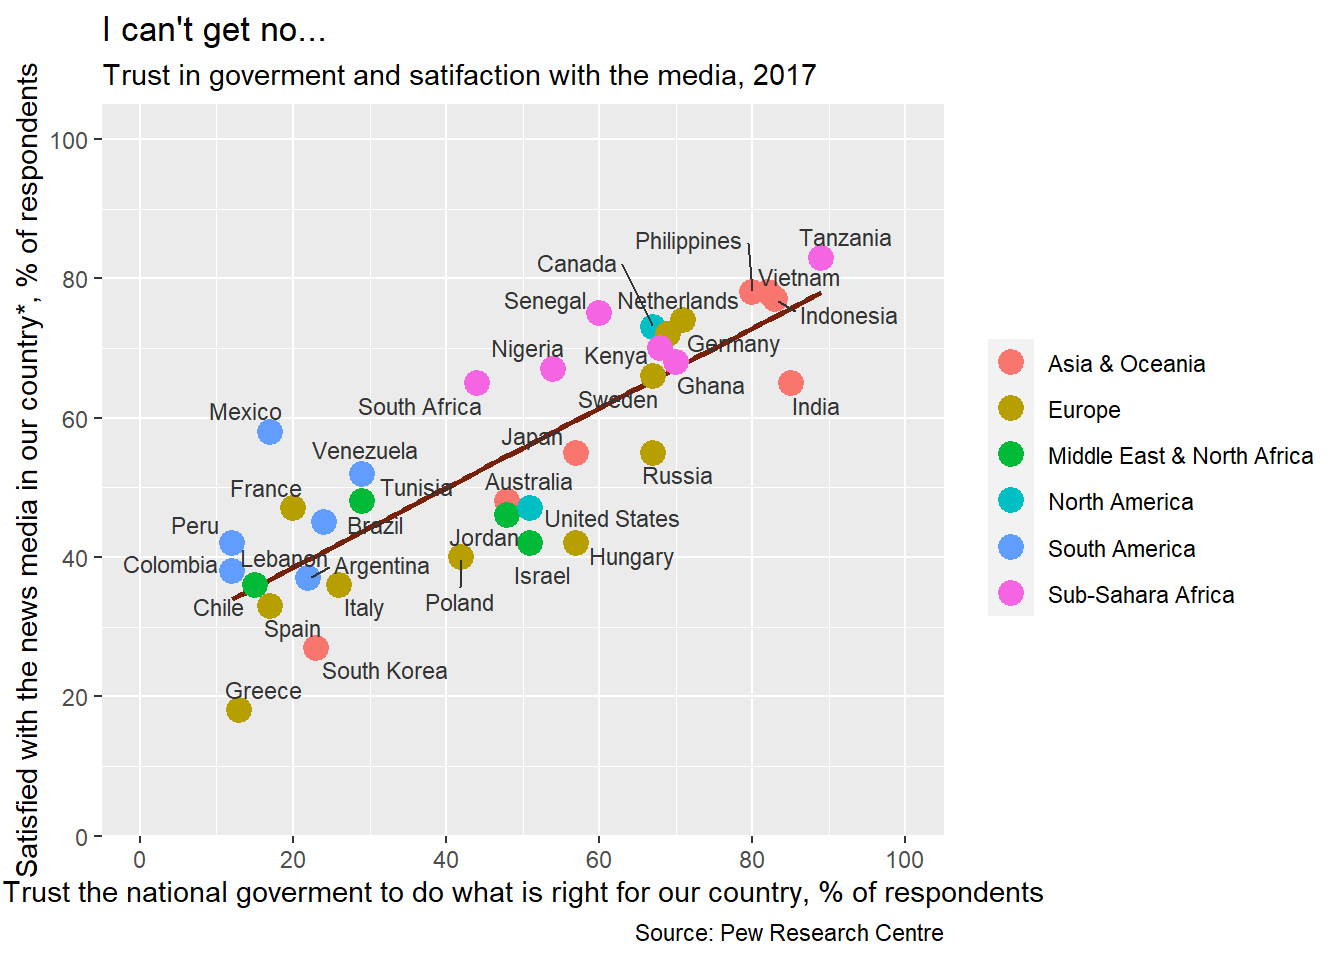 I can't get no...
Trust in goverment and satifaction with the media, 2017
Satisfied with the news media in our country*, % of respondents
100
80
60
40
20
0
Philippines
Tanzania
Canada
Vietnam
Senegal
Netherlands
Indonesia
Nigeria
Kenya
Germany
Ghana
South Africa
Sweden
India
Mexico
Japan
Venezuela
Russia
France
Tunisia
Australia
Peru
Brazil
United States
Colombia
Lebanon
Argentina
Jordan
Hungary
Israel
Chile
Italy
Poland
Spain
South Korea
Greece
0
20
40
60
80
100
Trust the national goverment to do what is right for our country, % of respondents
Source: Pew Research Centre
Asia & Oceania
Europe
Middle East & North Africa
North America
South America
Sub-Sahara Africa